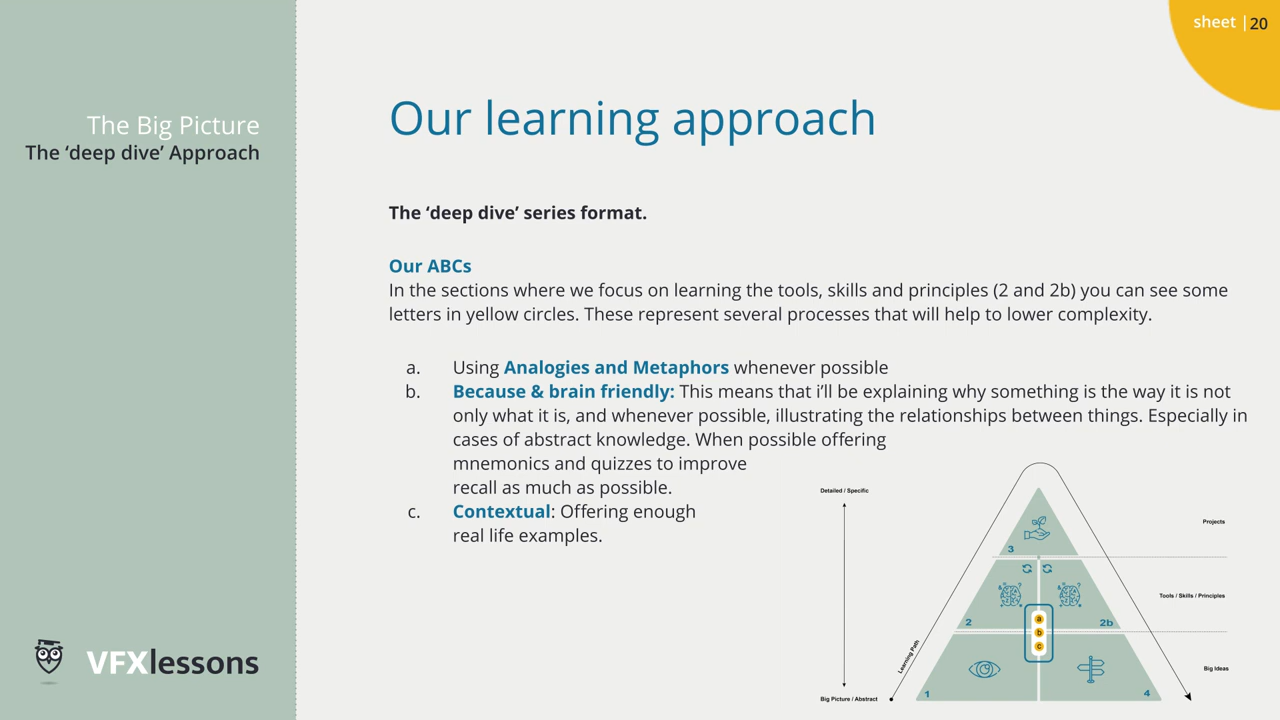 sheet |20
The Big Picture
The ‘deep dive’ Approach
Our learning approach
The ‘deep dive’ series format.
Our ABCs
In the sections where we focus on learning the tools, skills and principles (2 and 2b) you can see some
letters in yellow circles. These represent several processes that will help to lower complexity.
a. Using Analogies and Metaphors whenever possible
b. Because & brain friendly: This means that i’ll be explaining why something is the way it is not
only what it is, and whenever possible, illustrating the relationships between things. Especially in
cases of abstract knowledge. When possible offering
mnemonics and quizzes to improve
recall as much as possible.
c. Contextual: Offering enough
real life examples.
Detailed / Specific
Projects
3
Tools / Skills / Principles
2
2b
a
b
c
Learning Path
Big Ideas
1
4
Big Picture / Abstract
VFXlessons